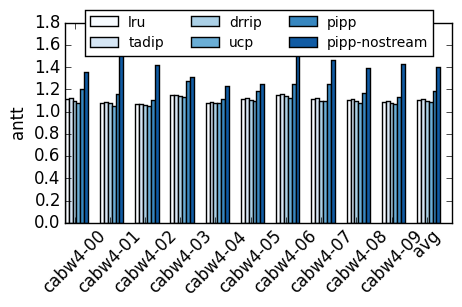 lru drrip pipp
tadip ucp pipp-nostream
antt
1.8
1.6
1.4
1.2
1.0
0.8
0.6
0.4
0.2
0.0
cabw4-00
cabw4-01
cabw4-02
cabw4-03
cabw4-04
cabw4-05
cabw4-06
cabw4-07
cabw4-08
cabw4-09
avg